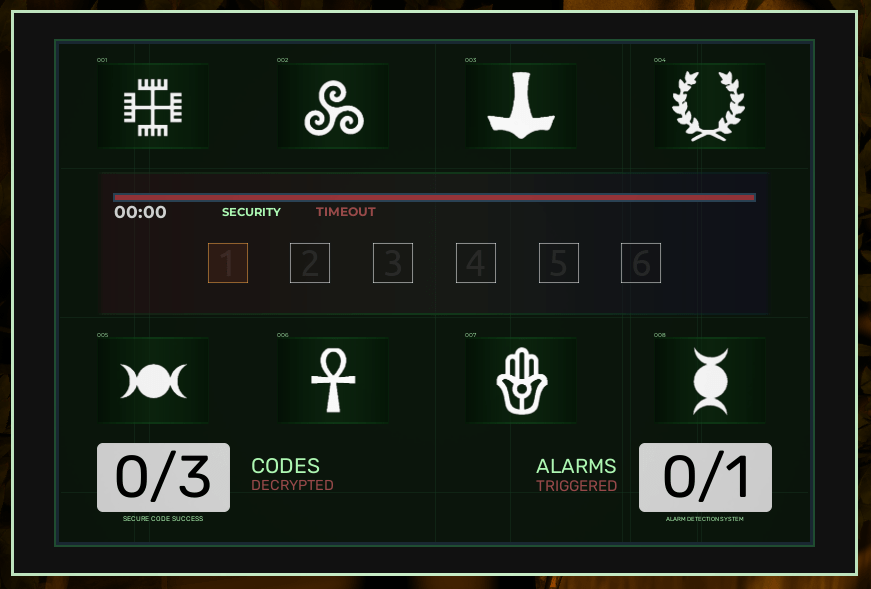 001
002
003
004
00:00
SECURITY
TIMEOUT
1
2
3
4
5
6
005
006
007
008
0/3
CODES
DECRYPTED
SECURE CODE SUCCESS
ALARMS
TRIGGERED
0/1
ALARM DETECTION SYSTEM